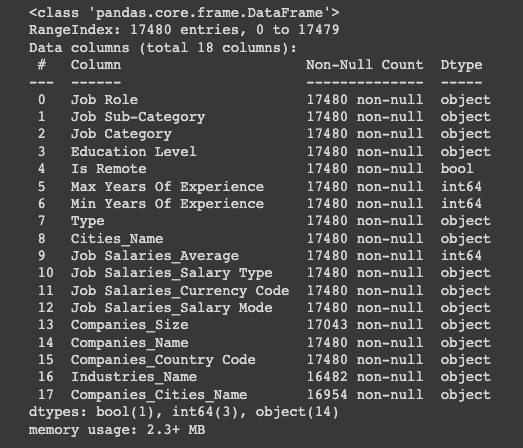 <class 'pandas.core.frame.DataFrame'>
RangeIndex: 17480 entries, 0 to 17479
Data columns (total 18 columns):
 #   Column                       Non-Null Count  Dtype
---  ------                       --------------  -----
 0   Job Role                     17480 non-null  object
 1   Job Sub-Category             17480 non-null  object
 2   Job Category                 17480 non-null  object
 3   Education Level              17480 non-null  object
 4   Is Remote                    17480 non-null  bool
 5   Max Years Of Experience      17480 non-null  int64
 6   Min Years Of Experience      17480 non-null  int64
 7   Type                         17480 non-null  object
 8   Cities_Name                  17480 non-null  object
 9   Job Salaries_Average         17480 non-null  int64
 10  Job Salaries_Salary Type     17480 non-null  object
 11  Job Salaries_Currency Code   17480 non-null  object
 12  Job Salaries_Salary Mode     17480 non-null  object
 13  Companies_Size               17043 non-null  object
 14  Companies_Name               17480 non-null  object
 15  Companies_Country Code       17480 non-null  object
 16  Industries_Name              16482 non-null  object
 17  Companies_Cities_Name        16954 non-null  object
dtypes: bool(1), int64(3), object(14)
memory usage: 2.3+ MB